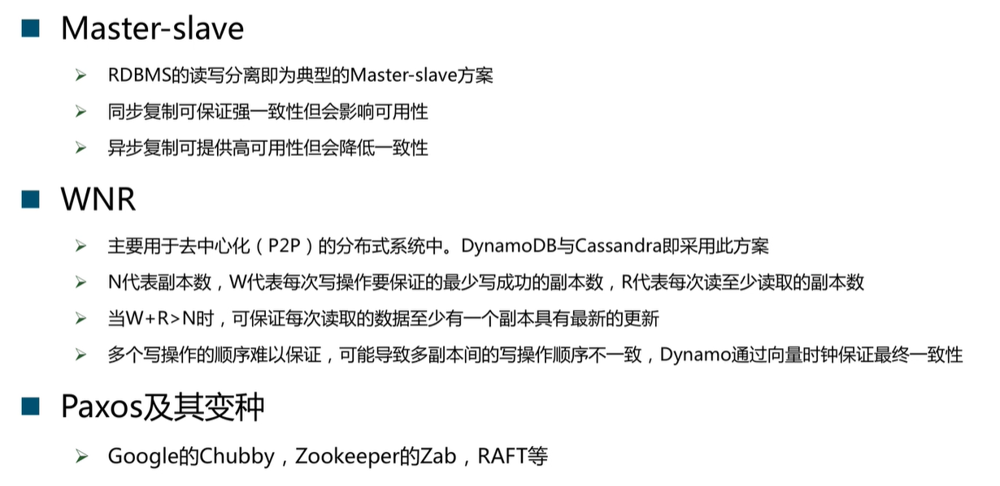 Master-slave
RDBMS的读写分离即为典型的Master-slave方案
同步复制可保证强一致性但会影响可用性
异步复制可提供高可用性但会降低一致性
WNR
主要用于去中心化（P2P）的分布式系统中。DynamoDB与Cassandra即采用此方案
N代表副本数，W代表每次写操作要保证的最少写成功的副本数，R代表每次读至少读取的副本数
当W+R>N时，可保证每次读取的数据至少有一个副本具有最新的更新
多个写操作的顺序难以保证，可能导致多副本间的写操作顺序不一致，Dynamo通过向量时钟保证最终一致性
Paxos及其变种
Google的Chubby，Zookeeper的Zab，RAFT等